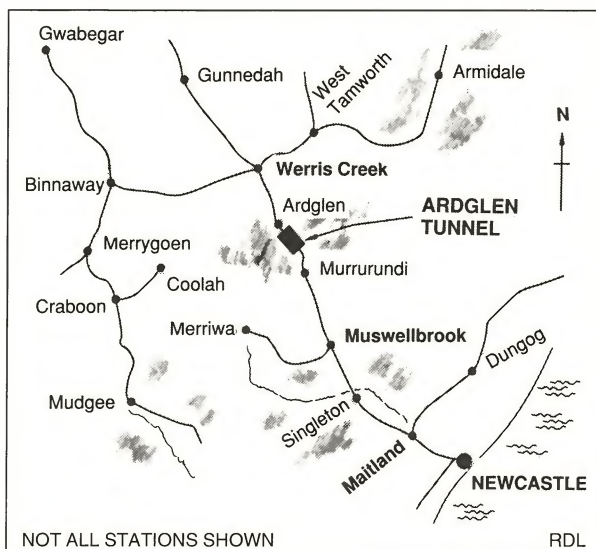 Gwabegar
Gunnedah
West
Tamworth
Armidale
N
Werris Creek
Binnaway
Ardglen
ARDGLEN
TUNNEL
Merrygoen
Coolah
Murrurundi
Craboon
Merriwa
Muswellbrook
Dungog
Mudgee
Singleton
Maitland
NEWCASTLE
NOT ALL STATIONS SHOWN
RDL